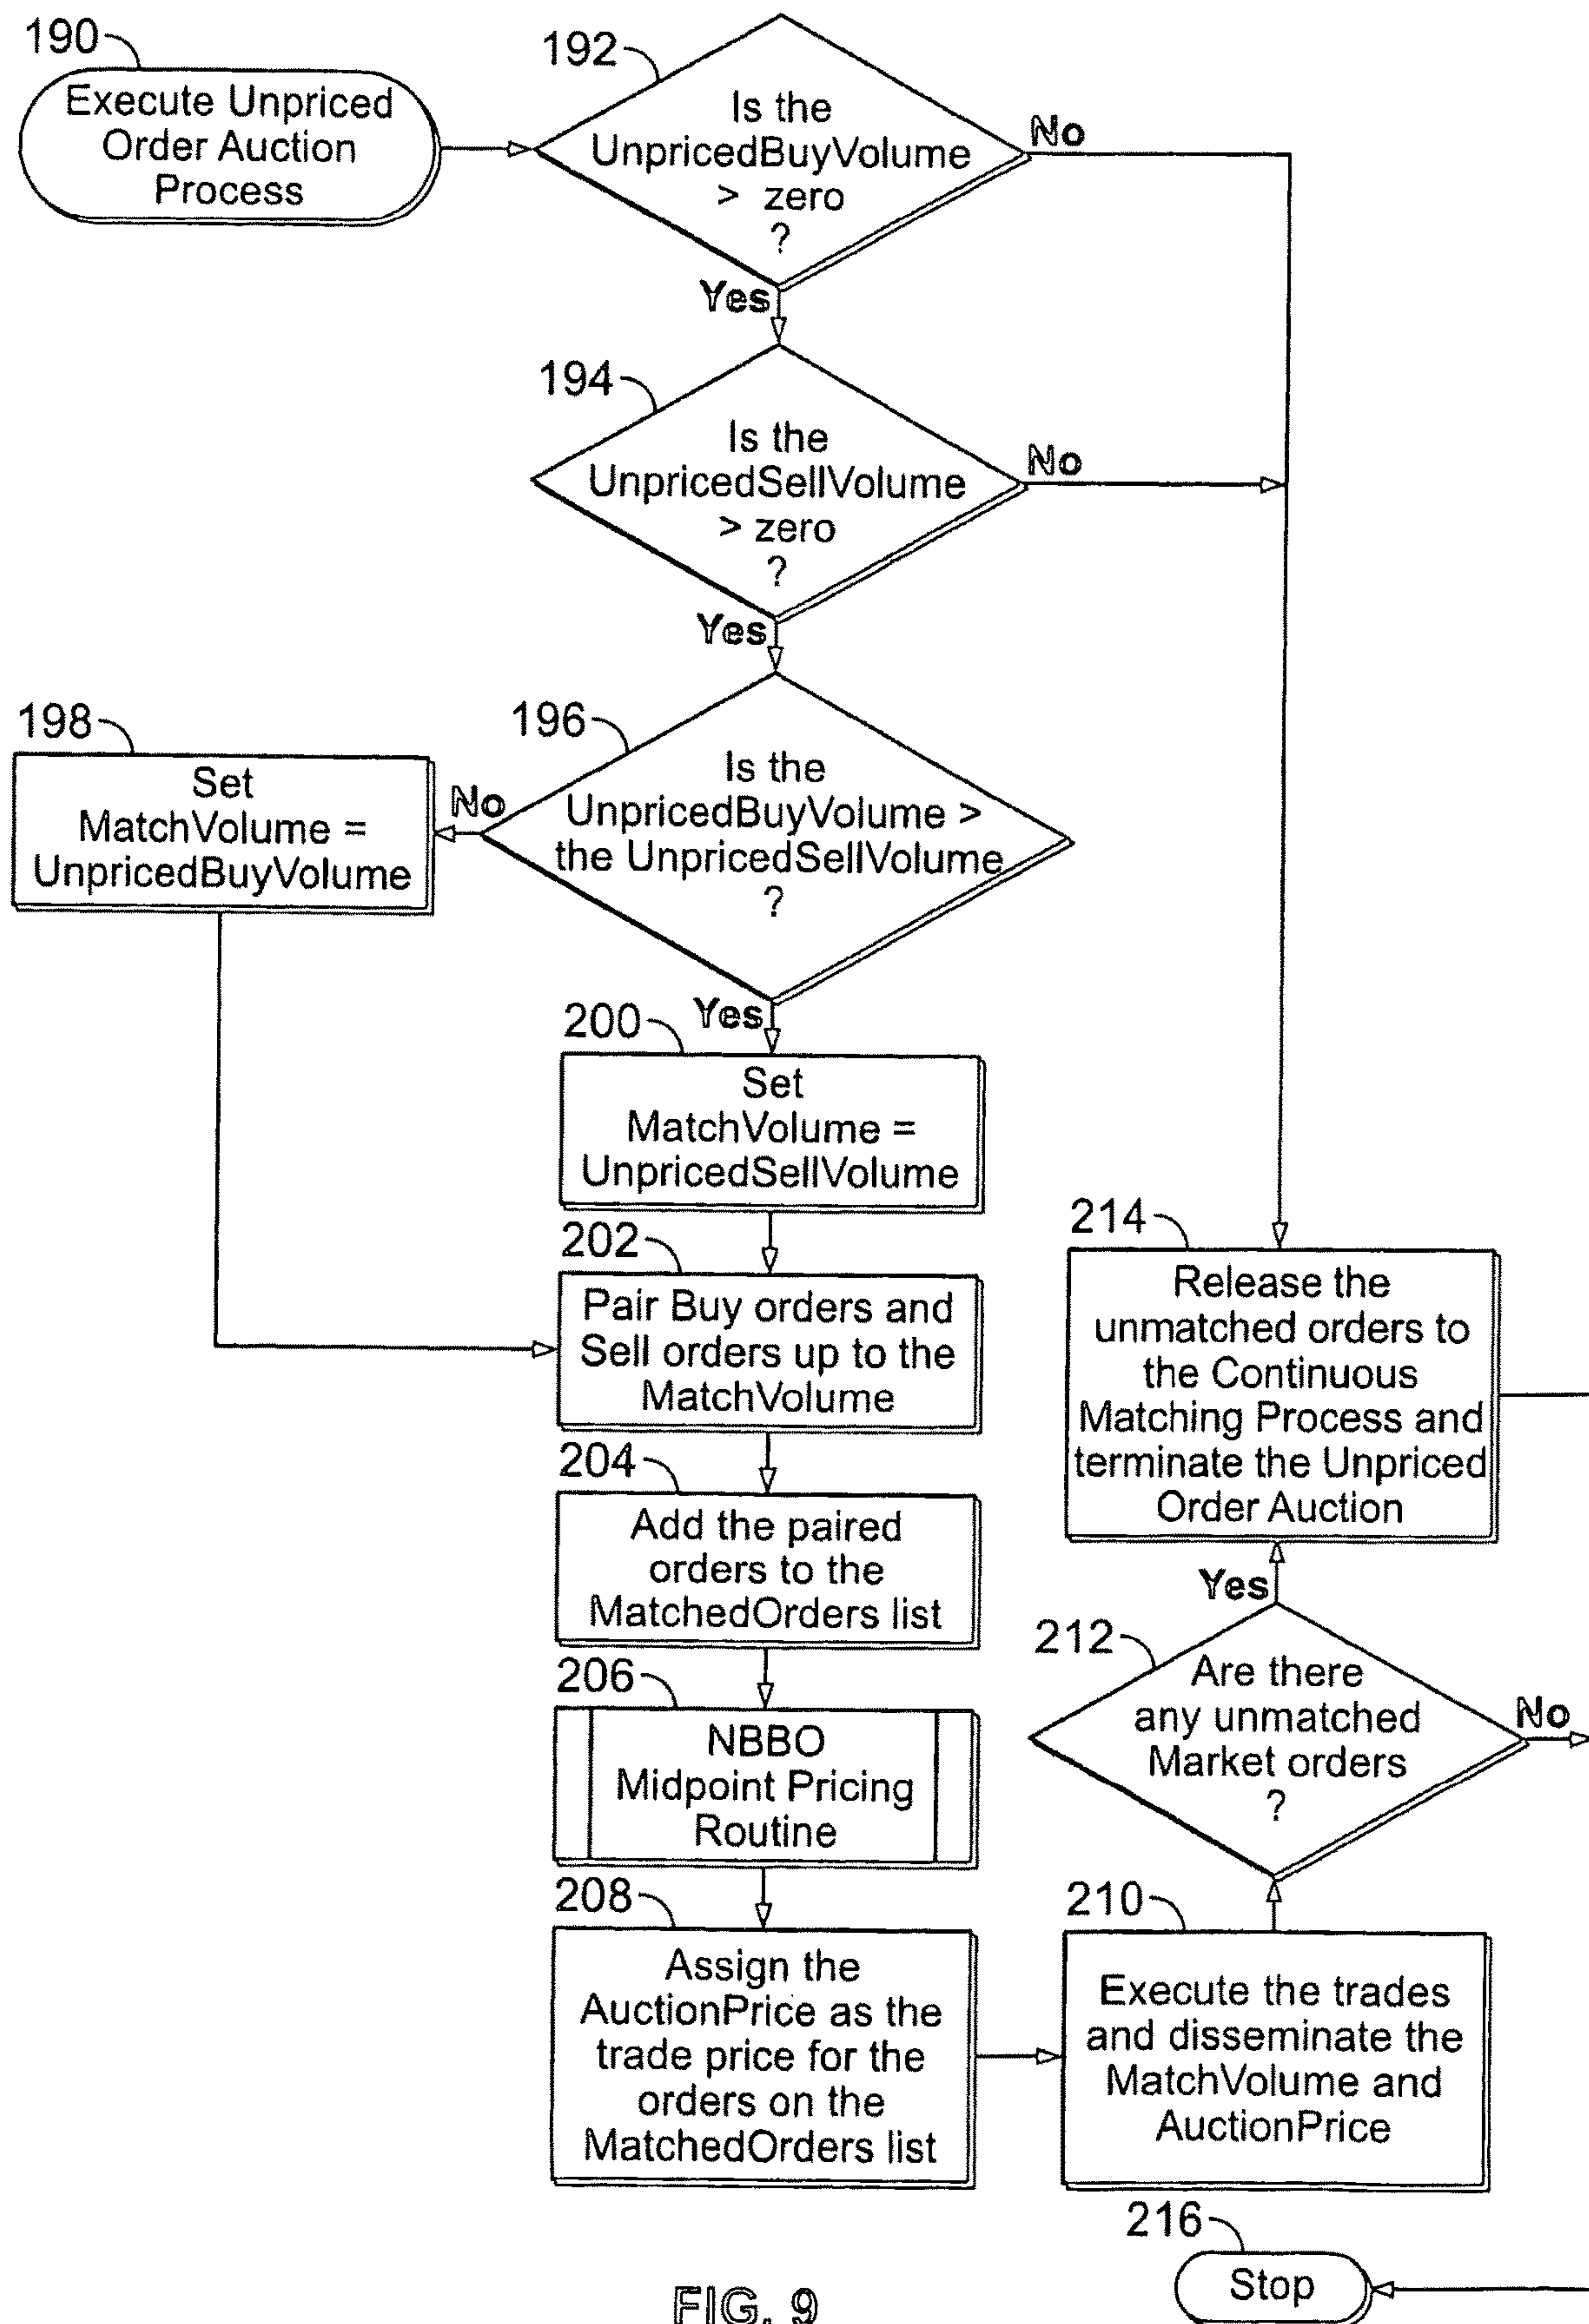 190
Execute Unpriced
Order Auction
Process
192
Is the
UnpricedBuyVolume
> zero
?
No
Yes
194
Is the
UnpricedSellVolume
> zero
?
No
Yes
196
Is the
UnpricedBuyVolume >
the UnpricedSellVolume
?
No
Yes
198
Set
MatchVolume =
UnpricedBuyVolume
200
Set
MatchVolume =
UnpricedSellVolume
202
Pair Buy orders and
Sell orders up to the
MatchVolume
204
Add the paired
orders to the
MatchedOrders list
206
NBBO
Midpoint Pricing
Routine
208
Assign the
AuctionPrice as the
trade price for the
orders on the
MatchedOrders list
210
Execute the trades
and disseminate the
MatchVolume and
AuctionPrice
212
Are there
any unmatched
Market orders
?
Yes
No
214
Release the
unmatched orders to
the Continuous
Matching Process and
terminate the Unpriced
Order Auction
216
Stop
FIG. 9